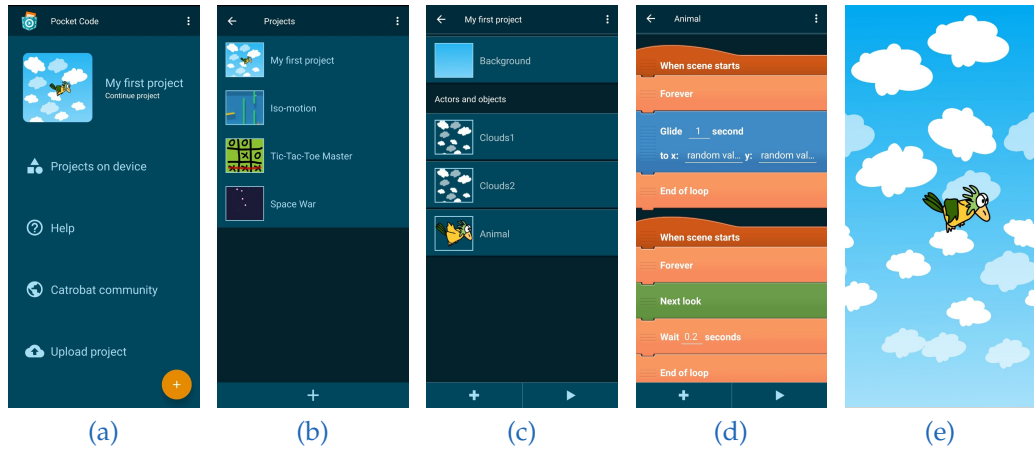 Pocket Code
My first project
Continue project
Projects on device
Help
Catrobat community
Upload project
+
(a)
Projects
My first project
Iso-motion
Tic-Tac-Toe Master
Space War
+
(b)
My first project
Background
Actors and objects
Clouds1
Clouds2
Animal
(c)
Animal
When scene starts
Forever
Glide 1 second
to x: random val... y: random val...
End of loop
When scene starts
Forever
Next look
Wait 0.2 seconds
End of loop
(d)
(e)